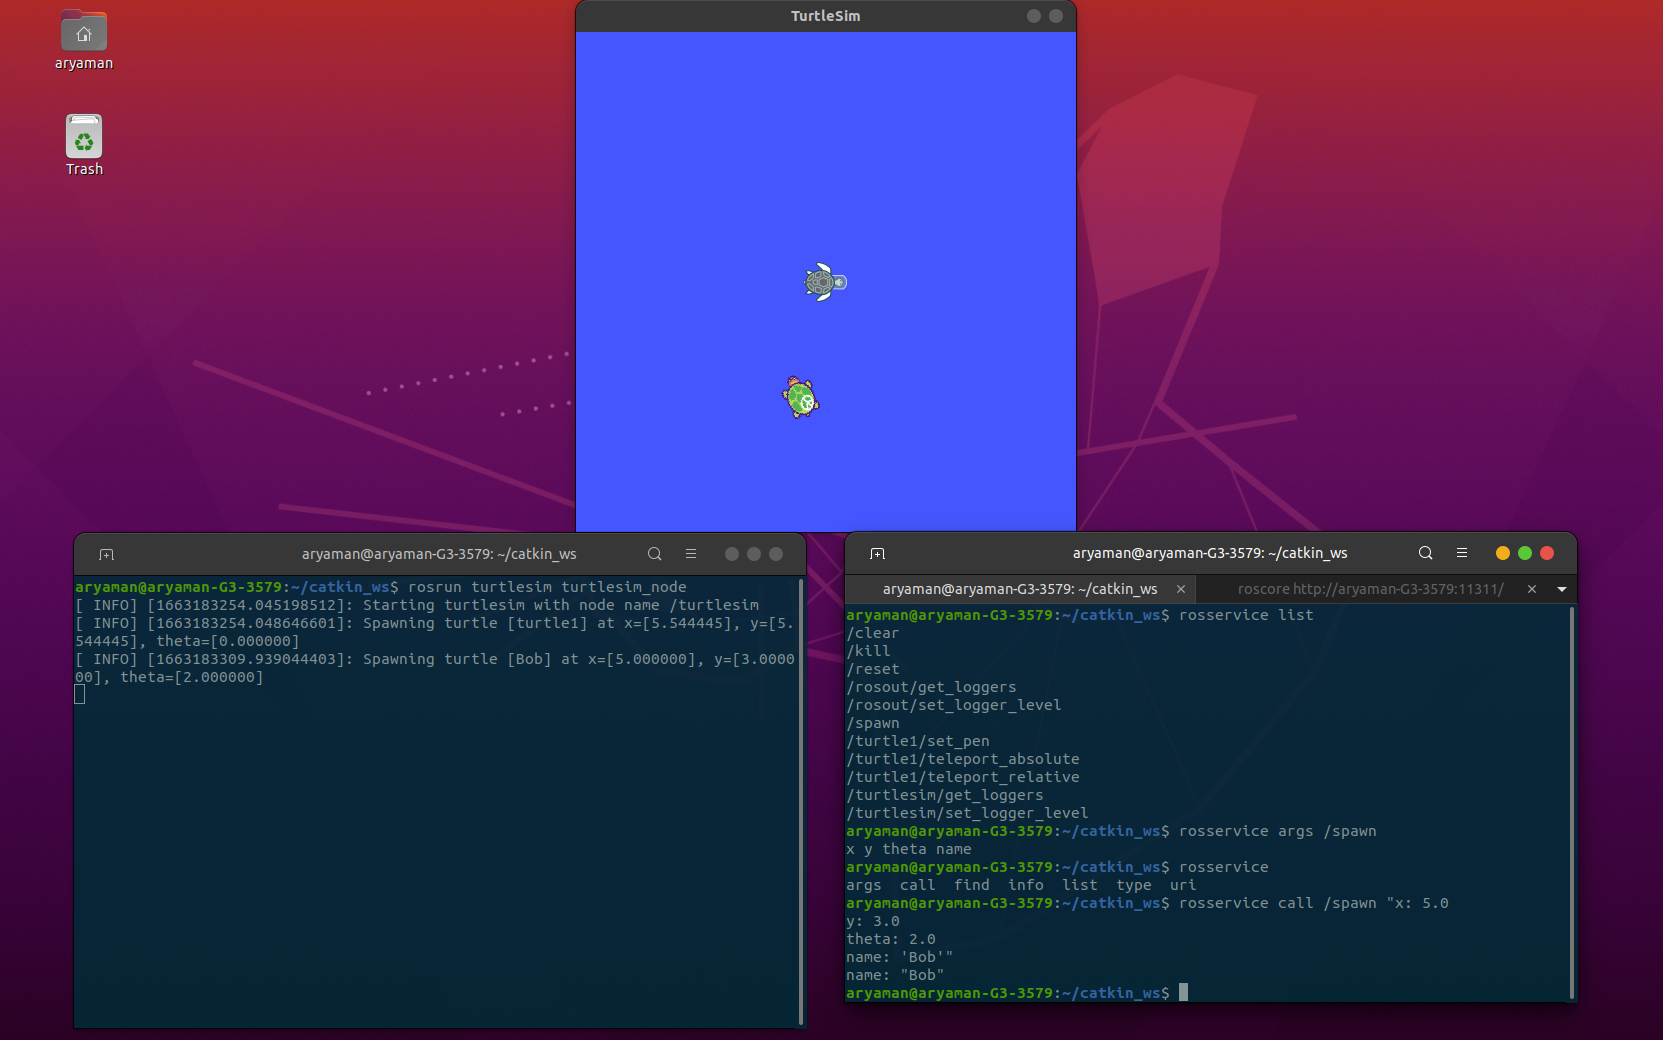 aryaman
Trash
TurtleSim
aryaman@aryaman-G3-3579: ~/catkin_ws
aryaman@aryaman-G3-3579:~/catkin_ws$ rosrun turtlesim turtlesim_node
[ INFO] [1663183254.045198512]: Starting turtlesim with node name /turtlesim
[ INFO] [1663183254.048646601]: Spawning turtle [turtle1] at x=[5.544445], y=[5.
544445], theta=[0.000000]
[ INFO] [1663183309.939044403]: Spawning turtle [Bob] at x=[5.000000], y=[3.0000
00], theta=[2.000000]
aryaman@aryaman-G3-3579: ~/catkin_ws
aryaman@aryaman-G3-3579: ~/catkin_ws
roscore http://aryaman-G3-3579:11311/
aryaman@aryaman-G3-3579:~/catkin_ws$ rosservice list
/clear
/kill
/reset
/rosout/get_loggers
/rosout/set_logger_level
/spawn
/turtle1/set_pen
/turtle1/teleport_absolute
/turtle1/teleport_relative
/turtlesim/get_loggers
/turtlesim/set_logger_level
aryaman@aryaman-G3-3579:~/catkin_ws$ rosservice args /spawn
x y theta name
aryaman@aryaman-G3-3579:~/catkin_ws$ rosservice
args  call  find  info  list  type  uri
aryaman@aryaman-G3-3579:~/catkin_ws$ rosservice call /spawn "x: 5.0
y: 3.0
theta: 2.0
name: 'Bob'"
name: "Bob"
aryaman@aryaman-G3-3579:~/catkin_ws$